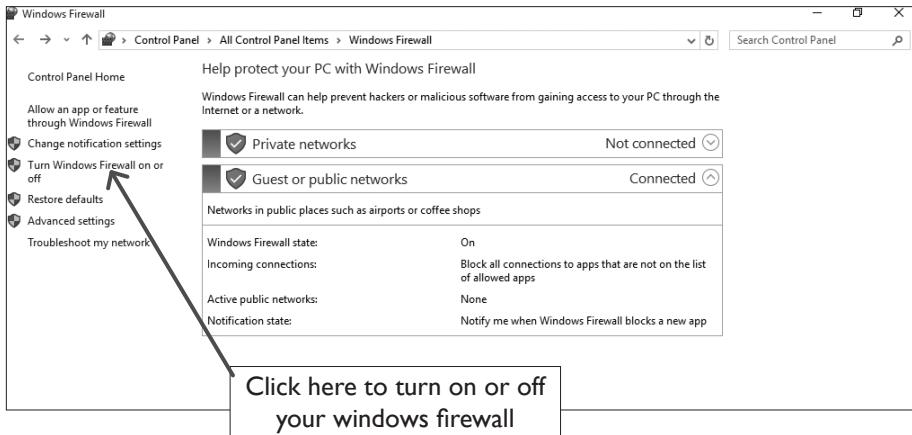 Windows Firewall
Control Panel > All Control Panel Items > Windows Firewall
Search Control Panel
Control Panel Home
Allow an app or feature
through Windows Firewall
Change notification settings
Turn Windows Firewall on or
off
Restore defaults
Advanced settings
Troubleshoot my network
Help protect your PC with Windows Firewall
Windows Firewall can help prevent hackers or malicious software from gaining access to your PC through the
Internet or a network.
Private networks Not connected
Guest or public networks Connected
Networks in public places such as airports or coffee shops
Windows Firewall state: On
Incoming connections: Block all connections to apps that are not on the list
of allowed apps
Active public networks: None
Notification state: Notify me when Windows Firewall blocks a new app
Click here to turn on or off
your windows firewall